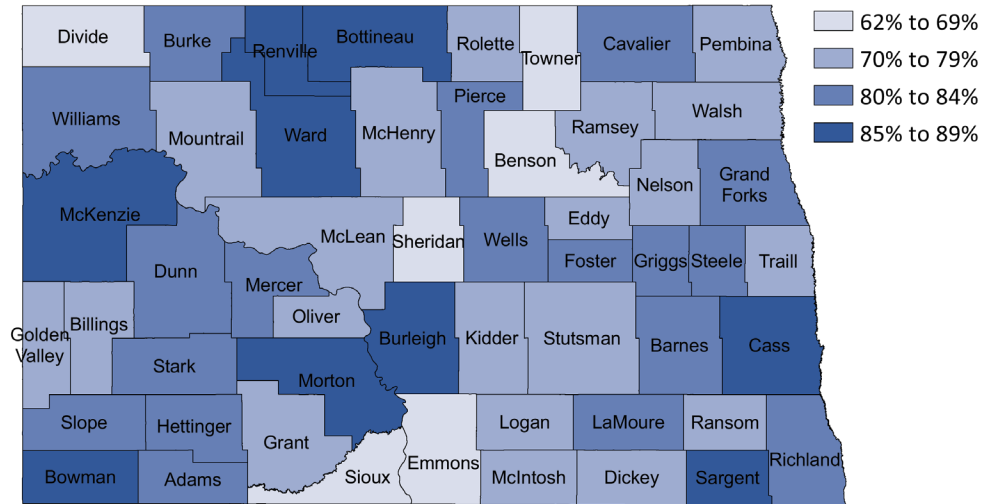 Divide
Burke
Renville
Bottineau
Rolette
Towner
Cavalier
Pembina
62% to 69%
70% to 79%
80% to 84%
85% to 89%
Williams
Mountrail
Ward
McHenry
Pierce
Benson
Ramsey
Walsh
Nelson
Grand
Forks
McKenzie
Dunn
McLean
Sheridan
Wells
Eddy
Foster
Griggs
Steele
Traill
Mercer
Oliver
Golden
Valley
Billings
Stark
Morton
Burleigh
Kidder
Stutsman
Barnes
Cass
Slope
Hettinger
Grant
Logan
LaMoure
Ransom
Richland
Bowman
Adams
Sioux
Emmons
McIntosh
Dickey
Sargent